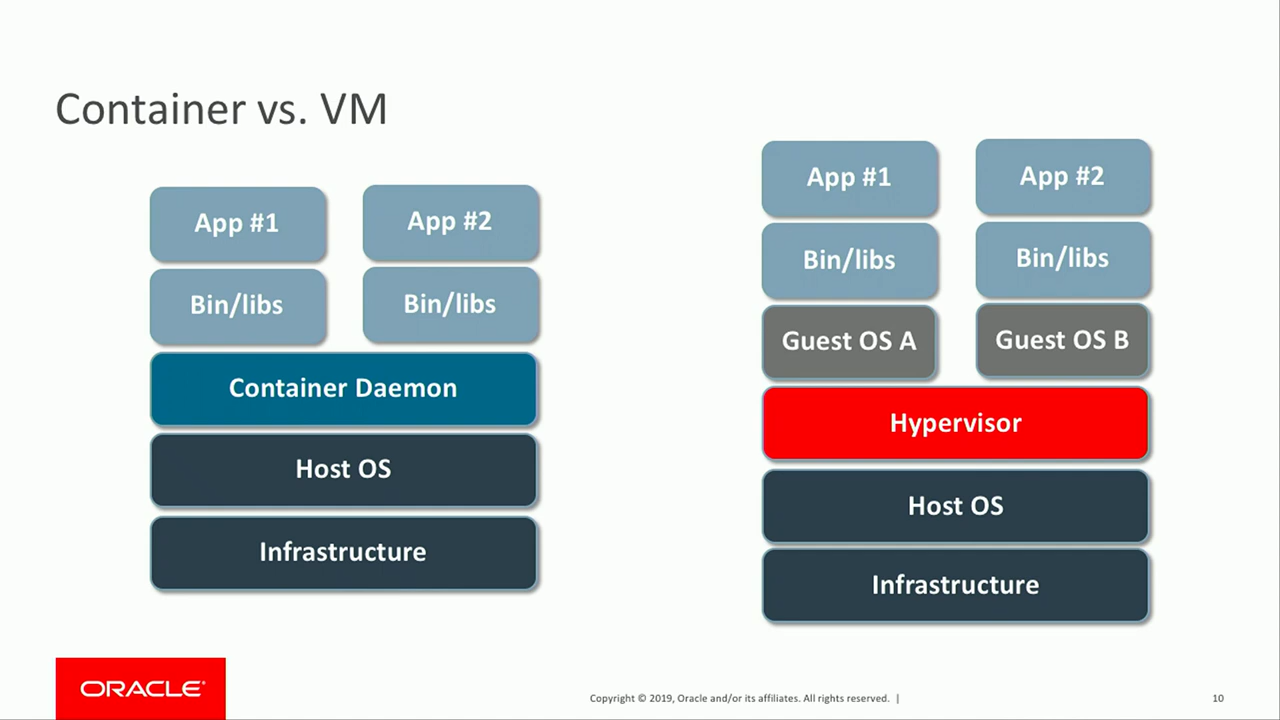 Container vs. VM
App #1
App #2
Bin/libs
Bin/libs
Container Daemon
Host OS
Infrastructure
App #1
App #2
Bin/libs
Bin/libs
Guest OS A
Guest OS B
Hypervisor
Host OS
Infrastructure
ORACLE®
Copyright © 2019, Oracle and/or its affiliates. All rights reserved. |
10